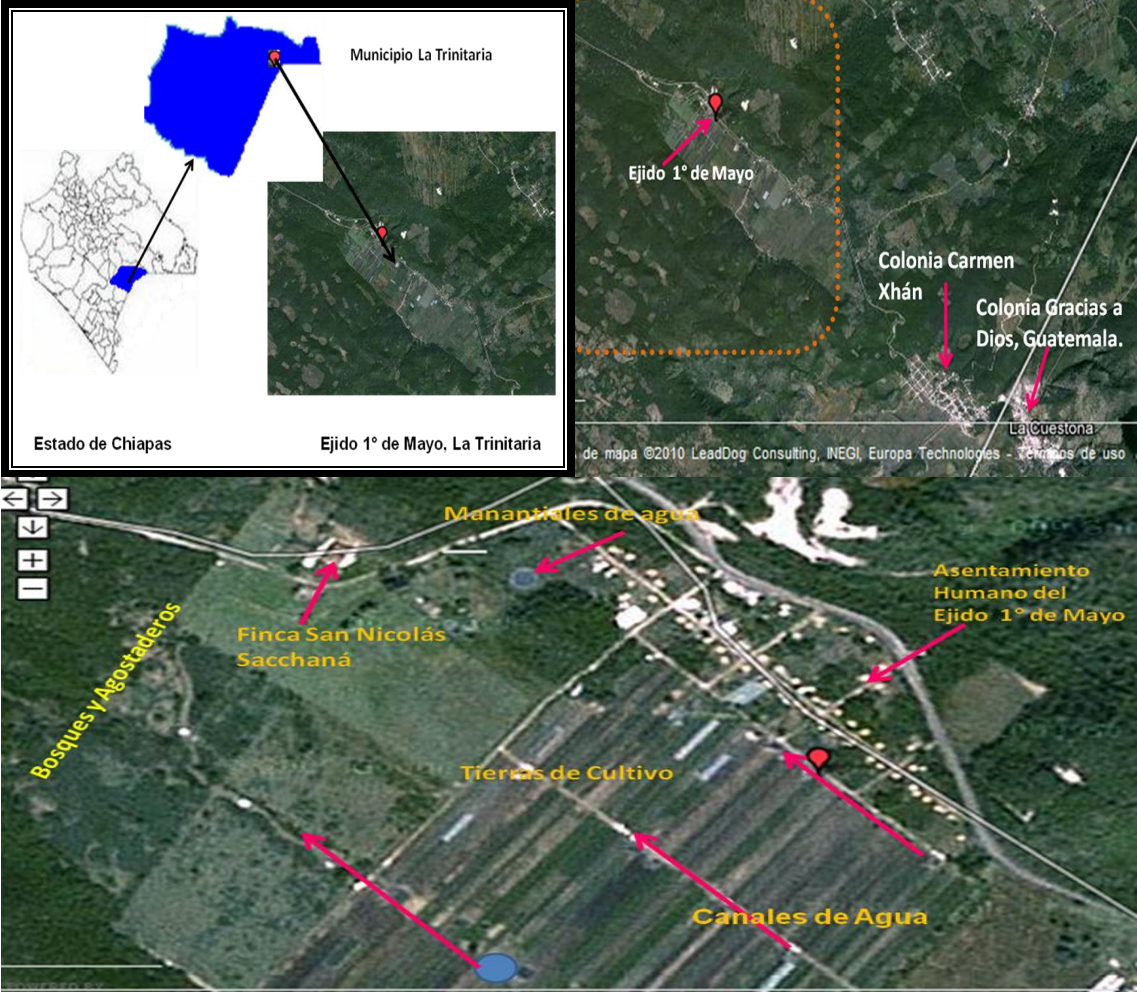 Municipio La Trinitaria
Estado de Chiapas
Ejido 1° de Mayo, La Trinitaria
Ejido 1° de Mayo
Colonia Carmen
Xhán
Colonia Gracias a
Dios, Guatemala.
La Cuestona
de mapa ©2010 LeadDog Consulting, INEGI, Europa Technologies - Términos de uso
Manantiales de agua
Asentamiento
Humano del
Ejido 1° de Mayo
Finca San Nicolás
Sacchaná
Bosques y Agostaderos
Tierras de Cultivo
Canales de Agua
POWERED BY